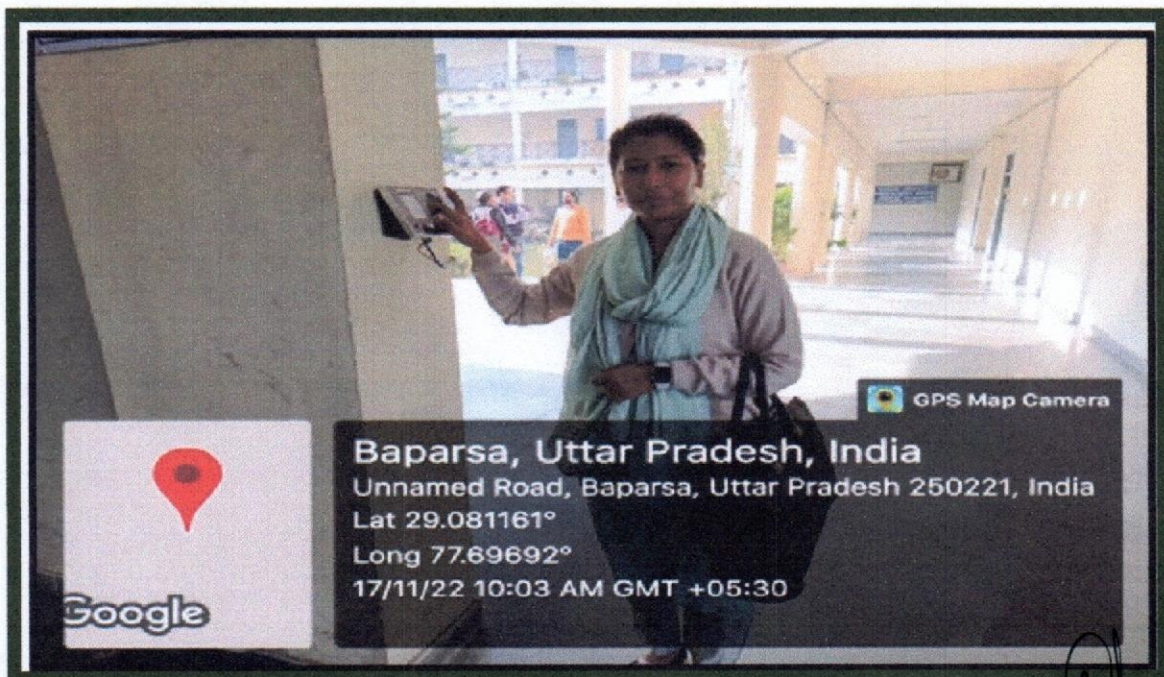 GPS Map Camera
Baparsa, Uttar Pradesh, India
Unnamed Road, Baparsa, Uttar Pradesh 250221, India
Lat 29.081161°
Long 77.69692°
17/11/22 10:03 AM GMT +05:30
Google